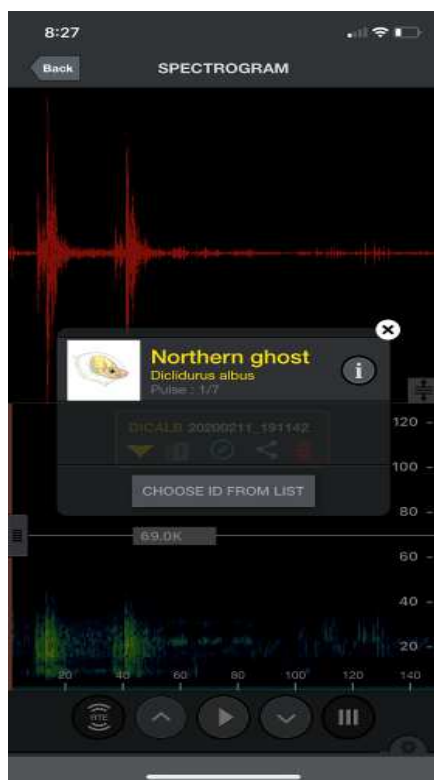 8:27
Back
SPECTROGRAM
Northern ghost
Diclidurus albus
Pulse : 1/7
i
DICALB 20200211_191142
120
100
CHOOSE ID FROM LIST
80
69.0K
60
40
20
20 40 60 80 100 120 140
RTE